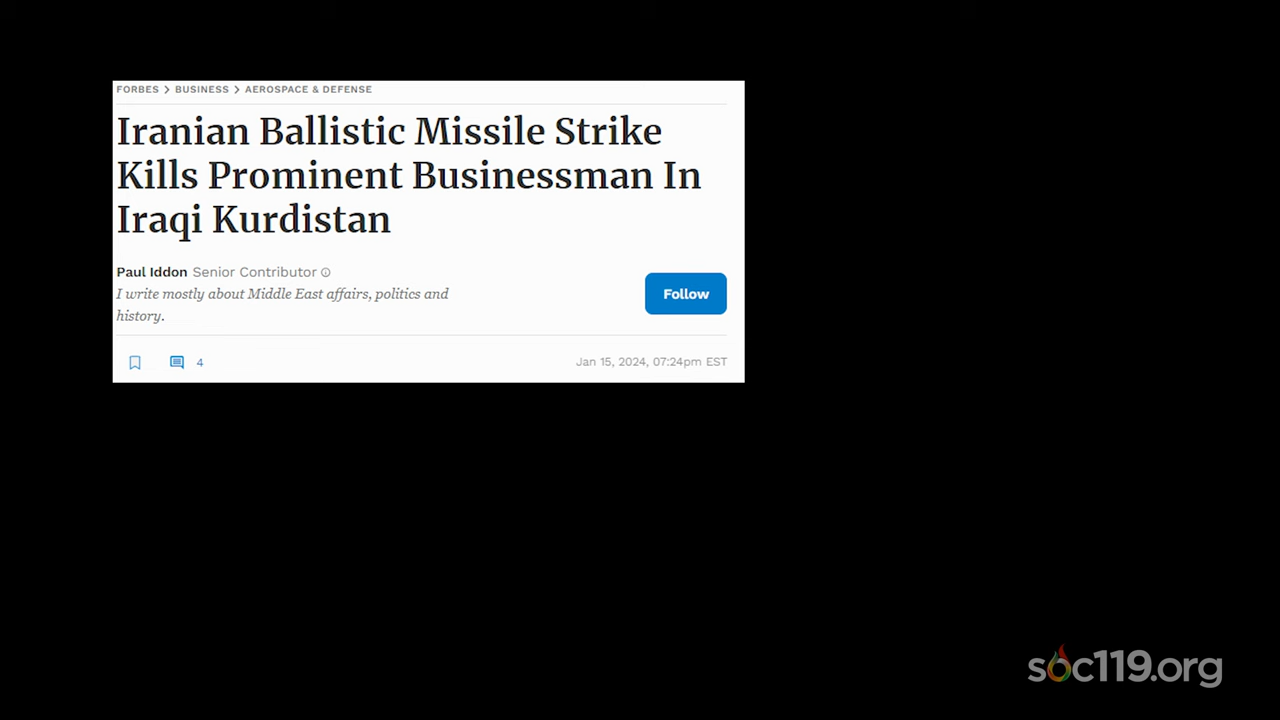 FORBES > BUSINESS > AEROSPACE & DEFENSE
Iranian Ballistic Missile Strike
Kills Prominent Businessman In
Iraqi Kurdistan
Paul Iddon Senior Contributor
I write mostly about Middle East affairs, politics and
history.
Follow
4
Jan 15, 2024, 07:24pm EST
soc119.org